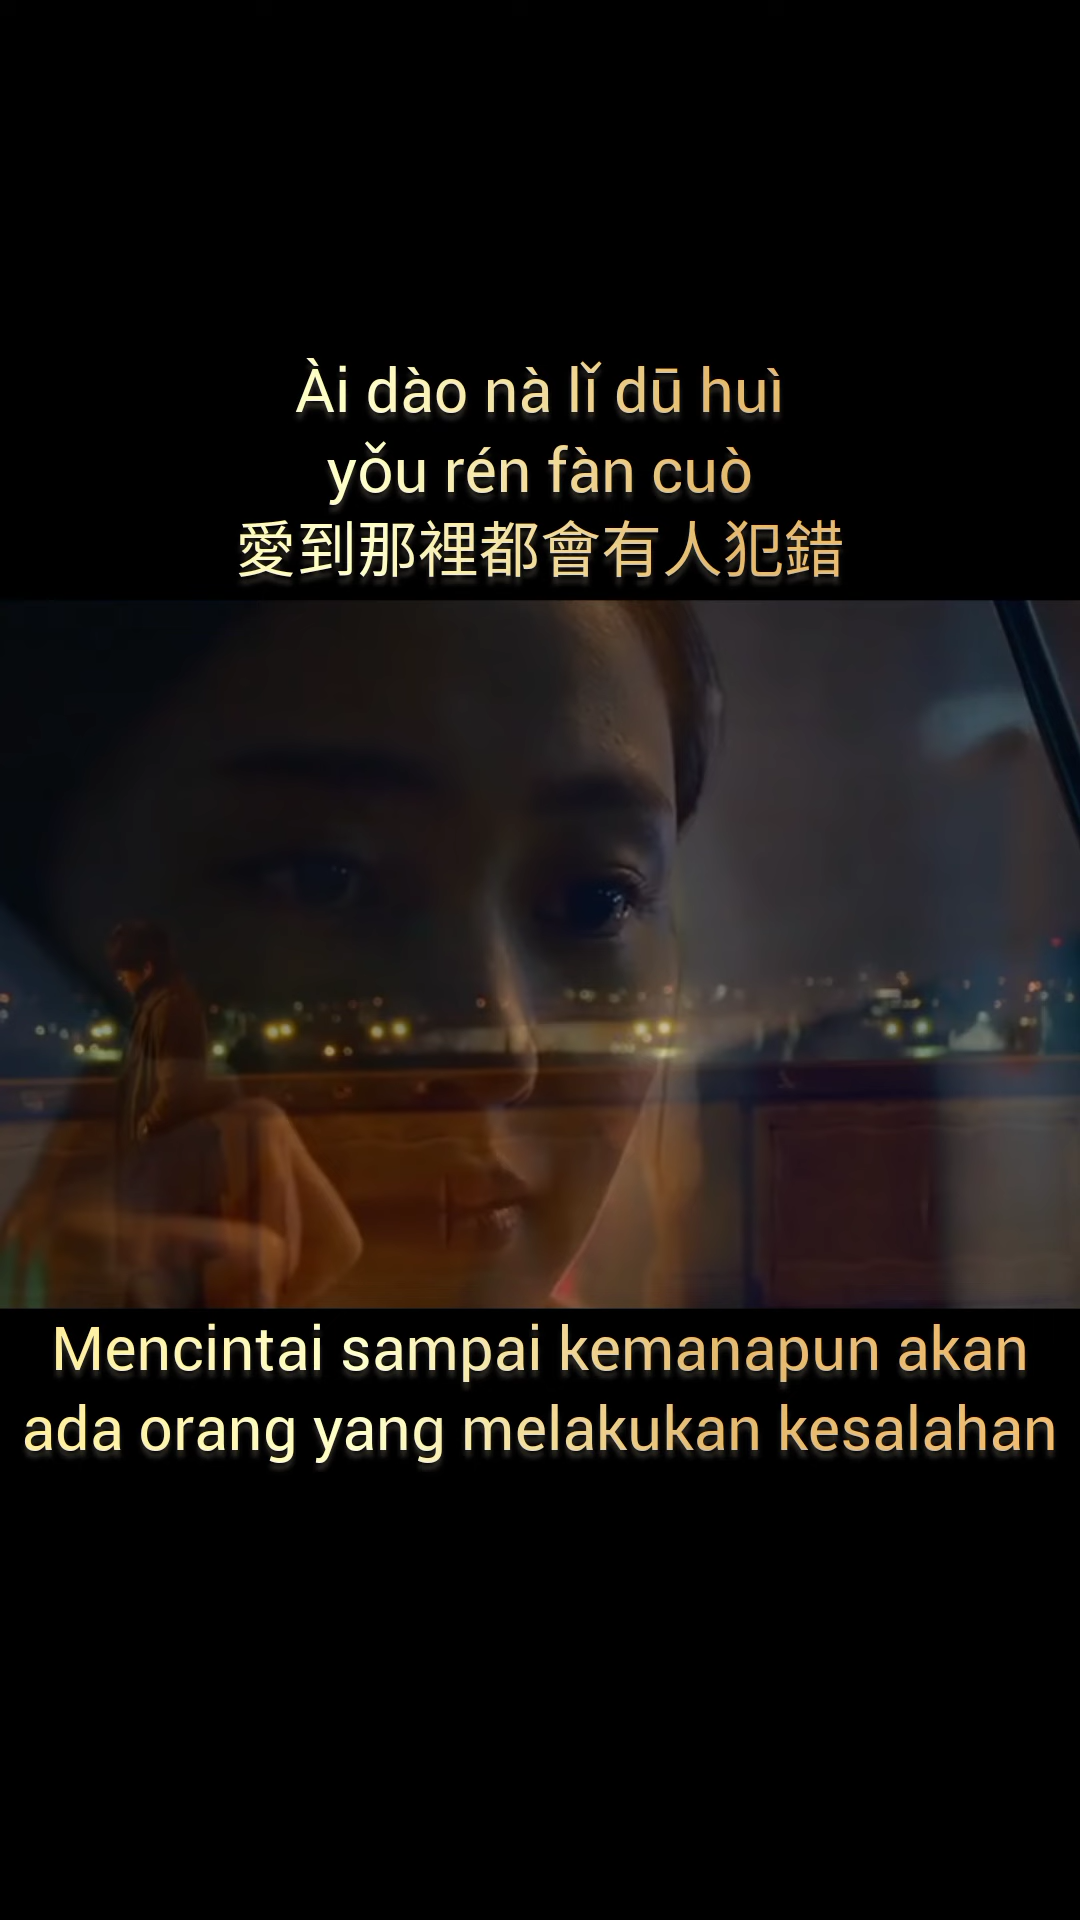 Ài dào nà lǐ dū huì
yǒu rén fàn cuò
愛到那裡都會有人犯錯
Mencintai sampai kemanapun akan
ada orang yang melakukan kesalahan